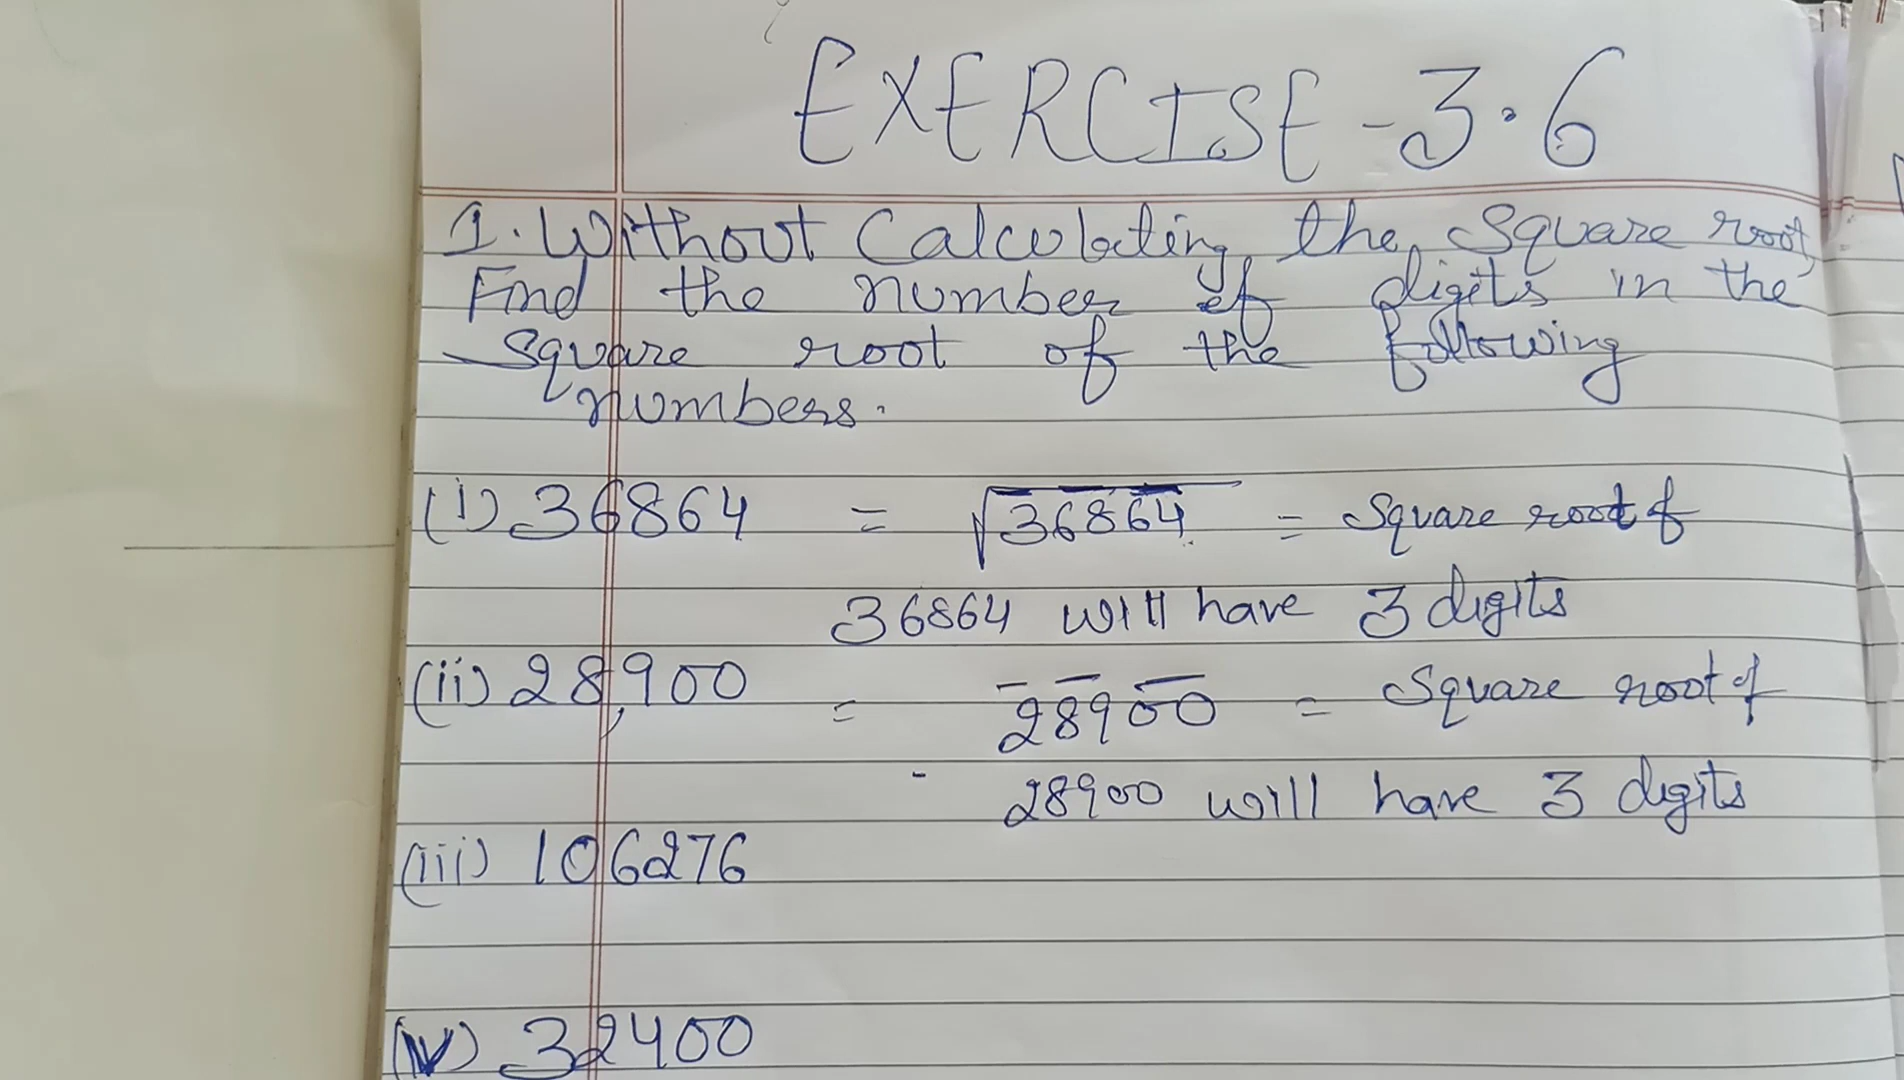 EXERCISE - 3.6
1. Without Calculating the Square root,
Find the number of digits in the
Square root of the following
numbers.
(i) 36864 = √36864 = Square root of
36864 will have 3 digits
(ii) 28,900 = 28900 = Square root of
28900 will have 3 digits
(iii) 106276
(iv) 32400